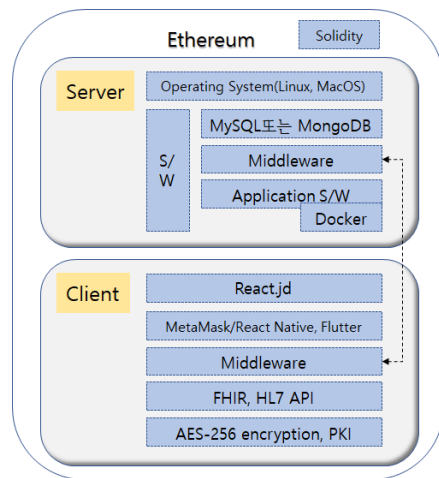 Ethereum
Solidity
Server
Operating System(Linux, MacOS)
S/
W
MySQL또는 MongoDB
Middleware
Application S/W
Docker
Client
React.jd
MetaMask/React Native, Flutter
Middleware
FHIR, HL7 API
AES-256 encryption, PKI